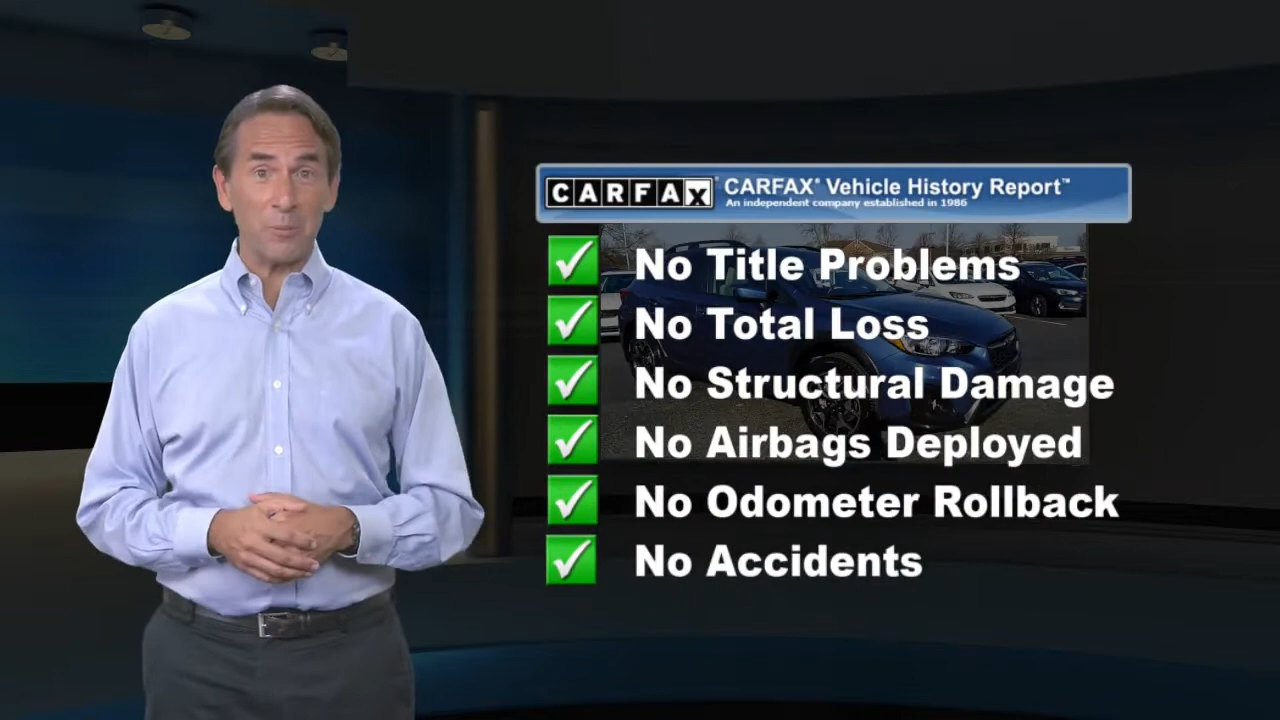 CARFAX® CARFAX® Vehicle History Report™
An independent company established in 1986
No Title Problems
No Total Loss
No Structural Damage
No Airbags Deployed
No Odometer Rollback
No Accidents